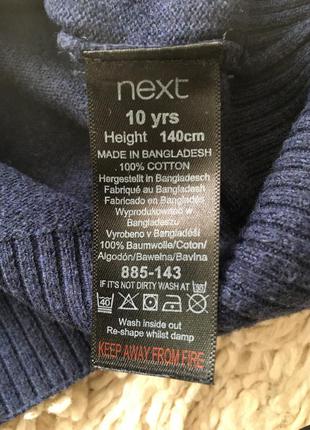 next
10 yrs
Height 140cm
MADE IN BANGLADESH
100% COTTON
Hergestellt in Bangladesch
Fabriqué au Bangladesh
Fabricado en Bangladés
Wyprodukowano w
Bangladeszu
Vyrobeno v Bangladéši
100% Baumwolle/Coton/
Algodón/Bawełna/Bavlna
885-143
IF IT'S NOT DIRTY WASH AT 30
40
Wash inside out
Re-shape whilst damp
KEEP AWAY FROM FIRE